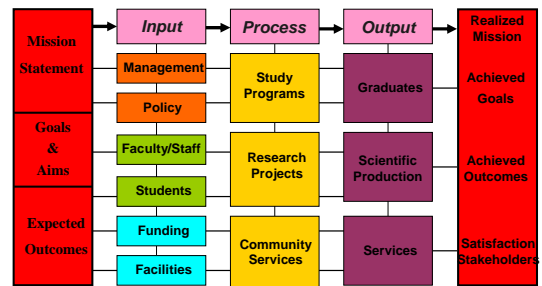 Mission
Statement
Goals
&
Aims
Expected
Outcomes
Input
Management
Policy
Faculty/Staff
Students
Funding
Facilities
Process
Study
Programs
Research
Projects
Community
Services
Output
Graduates
Scientific
Production
Services
Realized
Mission
Achieved
Goals
Achieved
Outcomes
Satisfaction
Stakeholders